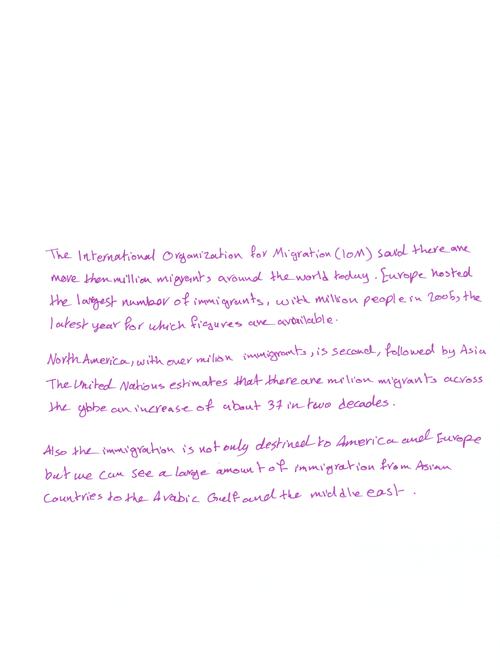 The International Organization for Migration (IOM) said there are
more then million migrents around the world today. Europe hosted
the largest number of immigrants, with million people in 2005, the
latest year for which figures are available.
North America, with over milion immigrants, is second, followed by Asia
The United Nations estimates that there are milion migrants across
the globe an increase of about 37 in two decades.
Also the immigration is not only destined to America and Europe
but we can see a large amount of immigration from Asian
Countries to the Arabic Gulf and the middle east.